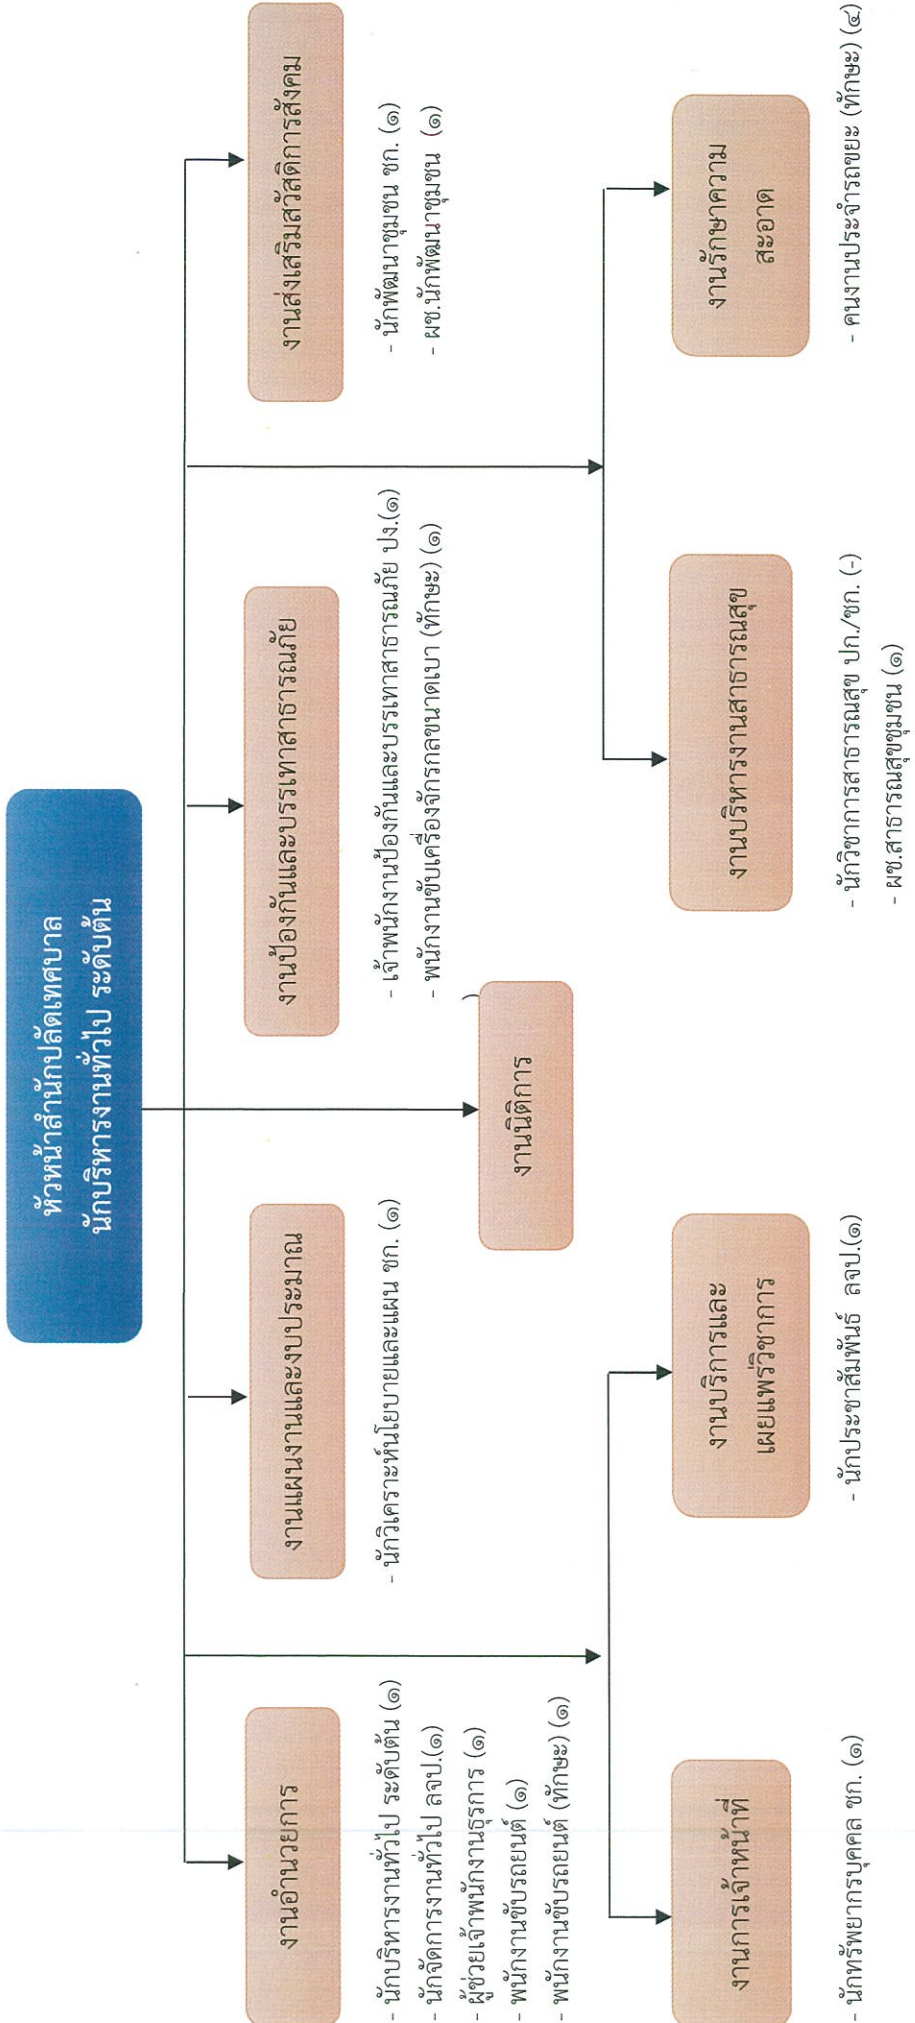 หัวหน้าสำนักปลัดเทศบาล
นักบริหารงานทั่วไป ระดับต้น
งานอำนวยการ
- นักบริหารงานทั่วไป ระดับต้น (๑)
- นักจัดการงานทั่วไป ลจป.(๑)
- ผู้ช่วยเจ้าพนักงานธุรการ (๑)
- พนักงานขับรถยนต์ (๑)
- พนักงานขับรถยนต์ (ทักษะ) (๑)
งานแผนงานและงบประมาณ
- นักวิเคราะห์นโยบายและแผน ชก. (๑)
งานป้องกันและบรรเทาสาธารณภัย
- เจ้าพนักงานป้องกันและบรรเทาสาธารณภัย ปง.(๑)
- พนักงานขับเครื่องจักรกลขนาดเบา (ทักษะ) (๑)
)
งานส่งเสริมสวัสดิการสังคม
- นักพัฒนาชุมชน ชก. (๑)
- ผช.นักพัฒนาชุมชน (๑)
งานนิติการ
งานการเจ้าหน้าที่
- นักทรัพยากรบุคคล ชก. (๑)
งานบริการและ
เผยแพร่วิชาการ
- นักประชาสัมพันธ์ ลจป.(๑)
งานบริหารงานสาธารณสุข
- นักวิชาการสาธารณสุข ปก./ชก. (-)
- ผช.สาธารณสุขชุมชน (๑)
งานรักษาความ
สะอาด
- คนงานประจำรถขยะ (ทักษะ) (๔)